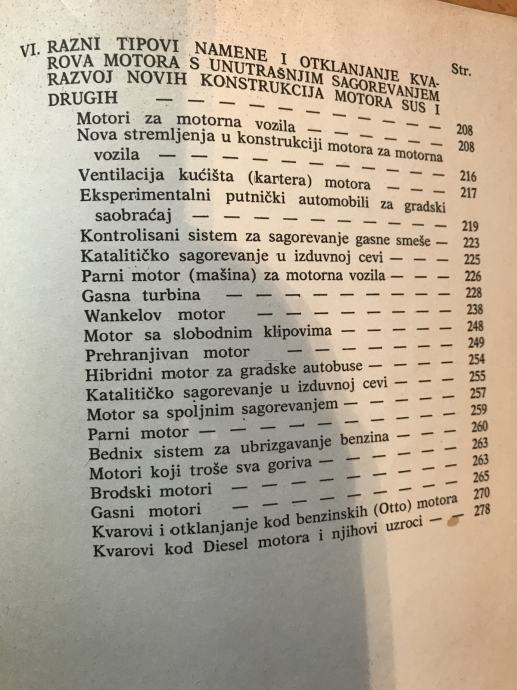 Str.
VI. RAZNI TIPOVI NAMENE I OTKLANJANJE KVA-
ROVA MOTORA S UNUTRAŠNJIM SAGOREVANJEM
RAZVOJ NOVIH KONSTRUKCIJA MOTORA SUS I
DRUGIH — — — — — — — — — — 208
Motori za motorna vozila — — — — — 208
Nova stremljenja u konstrukciji motora za motorna
vozila — — — — — — — — — — 216
Ventilacija kućišta (kartera) motora — — — 217
Eksperimentalni putnički automobili za gradski
saobraćaj — — — — — — — — — 219
Kontrolisani sistem za sagorevanje gasne smeše — 223
Katalitičko sagorevanje u izduvnoj cevi — — — 225
Parni motor (mašina) za motorna vozila — — — 226
Gasna turbina — — — — — — — — 228
Wankelov motor — — — — — — — 238
Motor sa slobodnim klipovima — — — — — 248
Prehranjivan motor — — — — — — 249
Hibridni motor za gradske autobuse — — — — 254
Katalitičko sagorevanje u izduvnoj cevi — — — 255
Motor sa spoljnim sagorevanjem — — — — 257
Parni motor — — — — — — — — 259
Bednix sistem za ubrizgavanje benzina — — — 260
Motori koji troše sva goriva — — — — — 263
Brodski motori — — — — — — — — 263
Gasni motori — — — — — — — 265
Kvarovi i otklanjanje kod benzinskih (Otto) motora 270
Kvarovi kod Diesel motora i njihovi uzroci — — 278